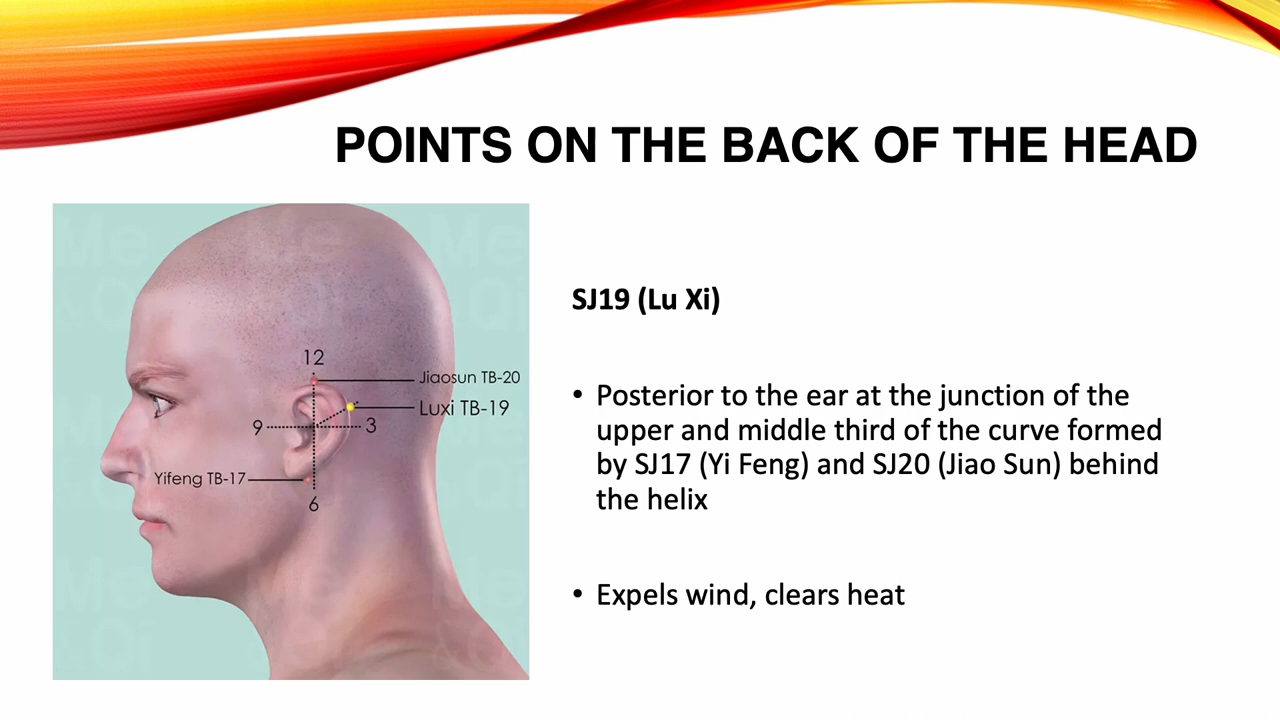 POINTS ON THE BACK OF THE HEAD
12
Jiaosun TB-20
Luxi TB-19
9
3
Yifeng TB-17
6
SJ19 (Lu Xi)
• Posterior to the ear at the junction of the
upper and middle third of the curve formed
by SJ17 (Yi Feng) and SJ20 (Jiao Sun) behind
the helix
• Expels wind, clears heat